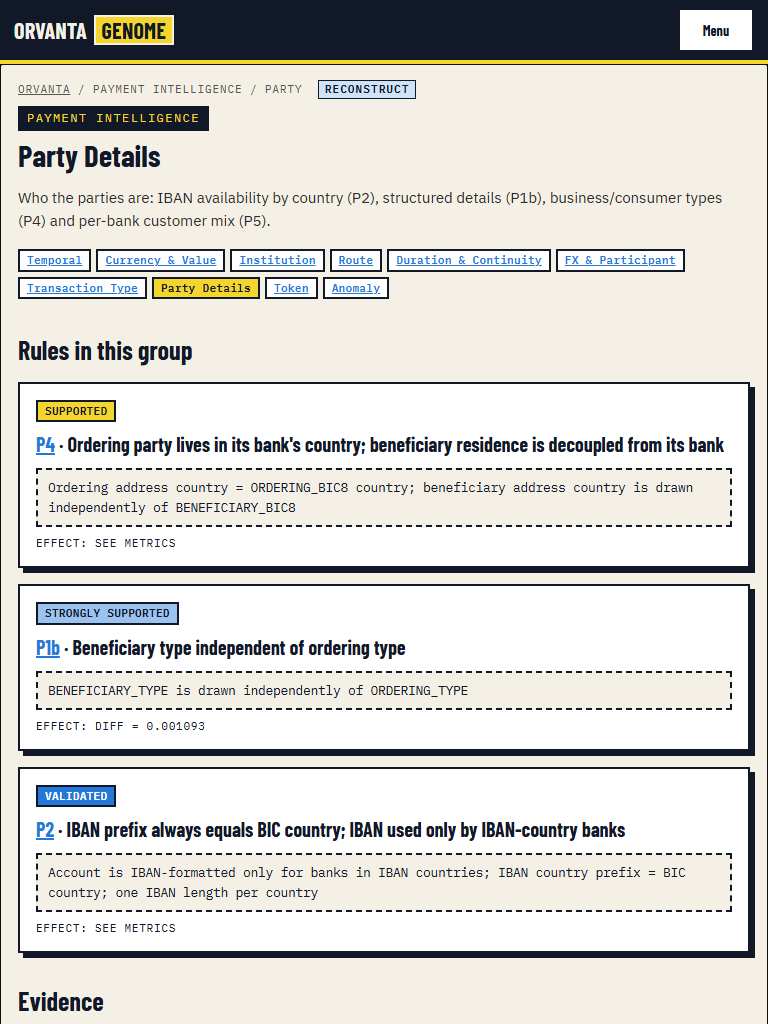 ORVANTA GENOME Menu
ORVANTA / PAYMENT INTELLIGENCE / PARTY RECONSTRUCT
PAYMENT INTELLIGENCE
Party Details
Who the parties are: IBAN availability by country (P2), structured details (P1b), business/consumer types
(P4) and per-bank customer mix (P5).
Temporal Currency & Value Institution Route Duration & Continuity FX & Participant
Transaction Type Party Details Token Anomaly
Rules in this group
SUPPORTED
P4 · Ordering party lives in its bank's country; beneficiary residence is decoupled from its bank
Ordering address country = ORDERING_BIC8 country; beneficiary address country is drawn
independently of BENEFICIARY_BIC8
EFFECT: SEE METRICS
STRONGLY SUPPORTED
P1b · Beneficiary type independent of ordering type
BENEFICIARY_TYPE is drawn independently of ORDERING_TYPE
EFFECT: DIFF = 0.001093
VALIDATED
P2 · IBAN prefix always equals BIC country; IBAN used only by IBAN-country banks
Account is IBAN-formatted only for banks in IBAN countries; IBAN country prefix = BIC
country; one IBAN length per country
EFFECT: SEE METRICS
Evidence